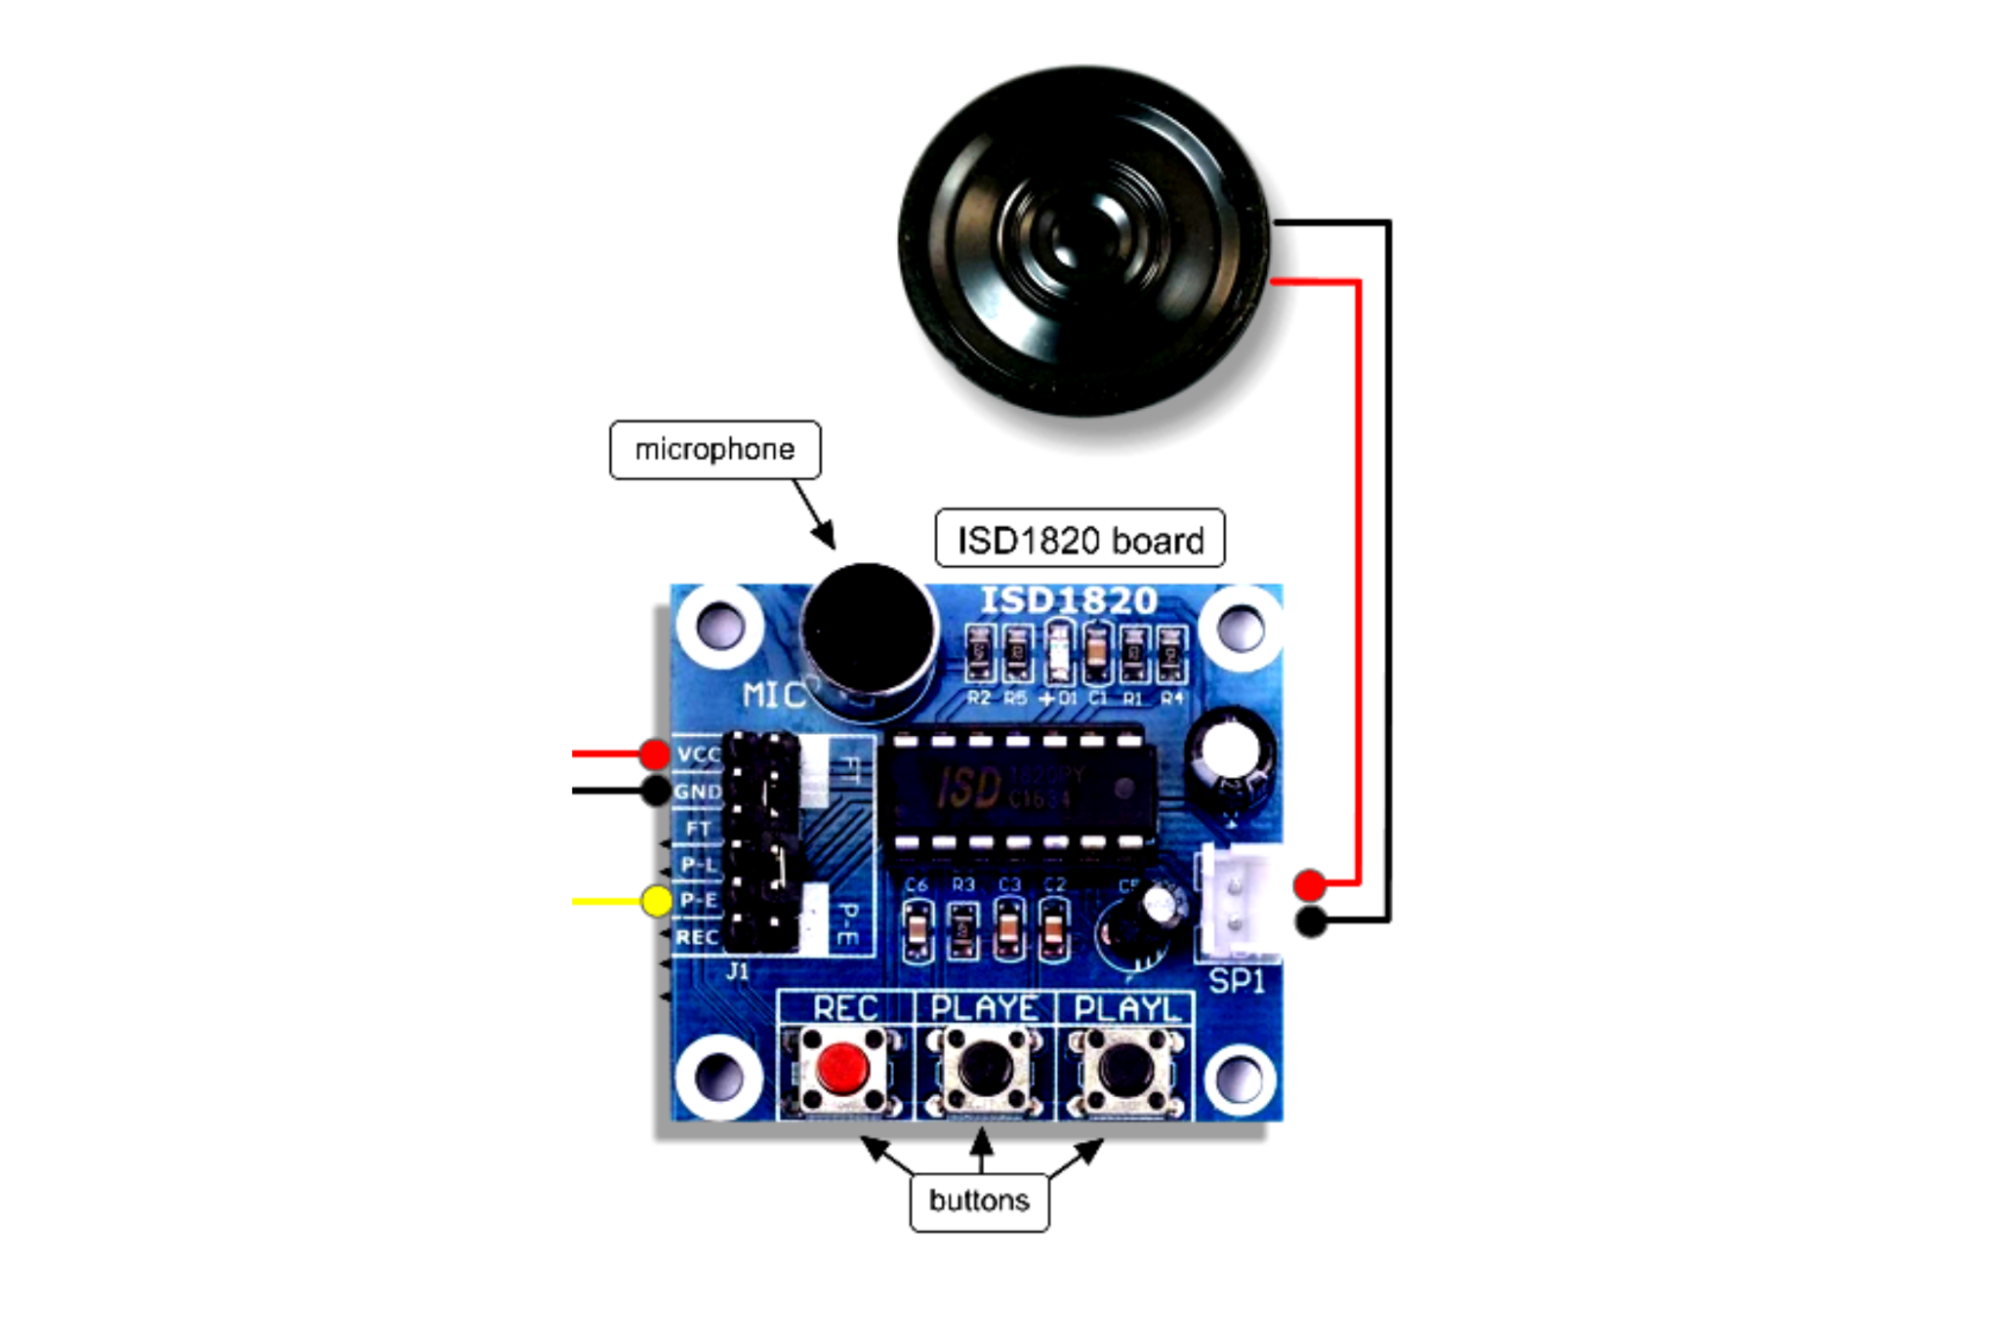 microphone
ISD1820 board
ISD1820
MIC
R2 R5 +D1 C1 R1 R4
VCC
GND
FT
P-L
P-E
REC
FT
P-E
J1
ISD 1820PY
C1634
C6 R3 C3 C2 C5
SP1
REC PLAYE PLAYL
buttons